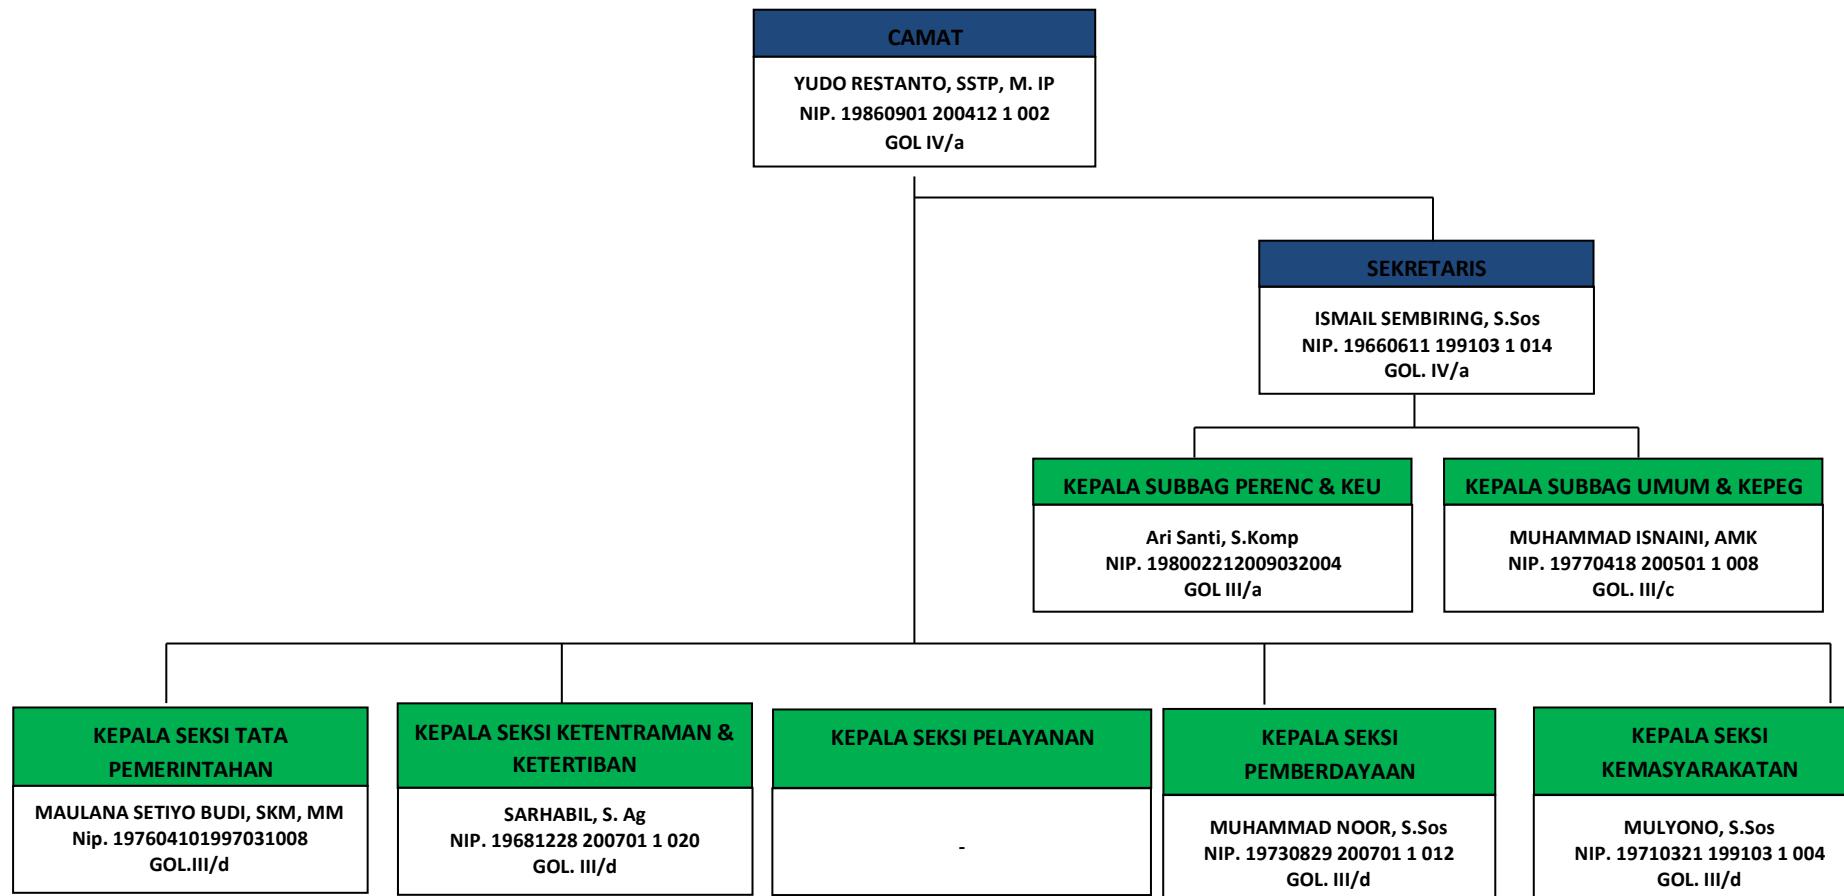 CAMAT
YUDO RESTANTO, SSTP, M. IP
NIP. 19860901 200412 1 002
GOL IV/a
SEKRETARIS
ISMAIL SEMBIRING, S.Sos
NIP. 19660611 199103 1 014
GOL. IV/a
KEPALA SUBBAG PERENC & KEU
Ari Santi, S.Komp
NIP. 198002212009032004
GOL III/a
KEPALA SUBBAG UMUM & KEPEG
MUHAMMAD ISNAINI, AMK
NIP. 19770418 200501 1 008
GOL. III/c
KEPALA SEKSI TATA
PEMERINTAHAN
MAULANA SETIYO BUDI, SKM, MM
Nip. 197604101997031008
GOL.III/d
KEPALA SEKSI KETENTRAMAN &
KETERTIBAN
SARHABIL, S. Ag
NIP. 19681228 200701 1 020
GOL. III/d
KEPALA SEKSI PELAYANAN
-
KEPALA SEKSI
PEMBERDAYAAN
MUHAMMAD NOOR, S.Sos
NIP. 19730829 200701 1 012
GOL. III/d
KEPALA SEKSI
KEMASYARAKATAN
MULYONO, S.Sos
NIP. 19710321 199103 1 004
GOL. III/d